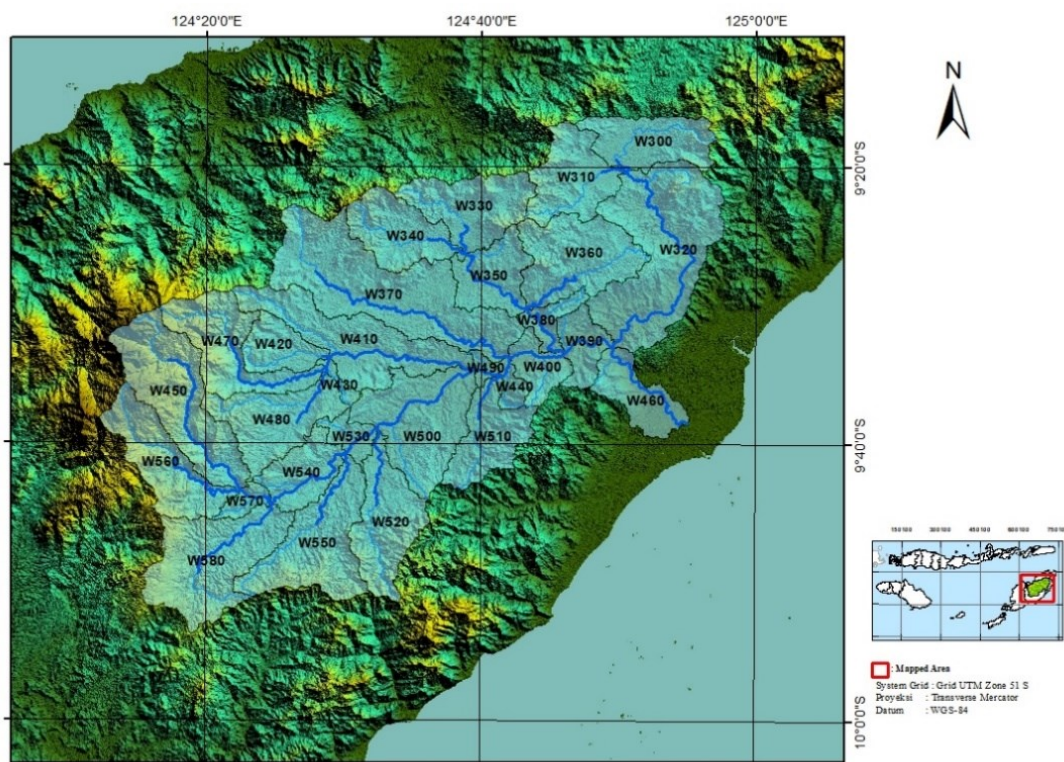 124°20'0"E
124°40'0"E
125°0'0"E
N
W300
9°20'0"S
W310
W330
W340
W320
W360
W350
W370
W380
W470
W420
W410
W390
W490
W400
W430
W440
W450
W460
W480
W530
W500
W510
9°40'0"S
W560
W540
W570
W520
W550
W580
: Mapped Area
System Grid : Grid UTM Zone 51 S
Proyeksi : Transverse Mercator
Datum : WGS-84
10°0'0"S